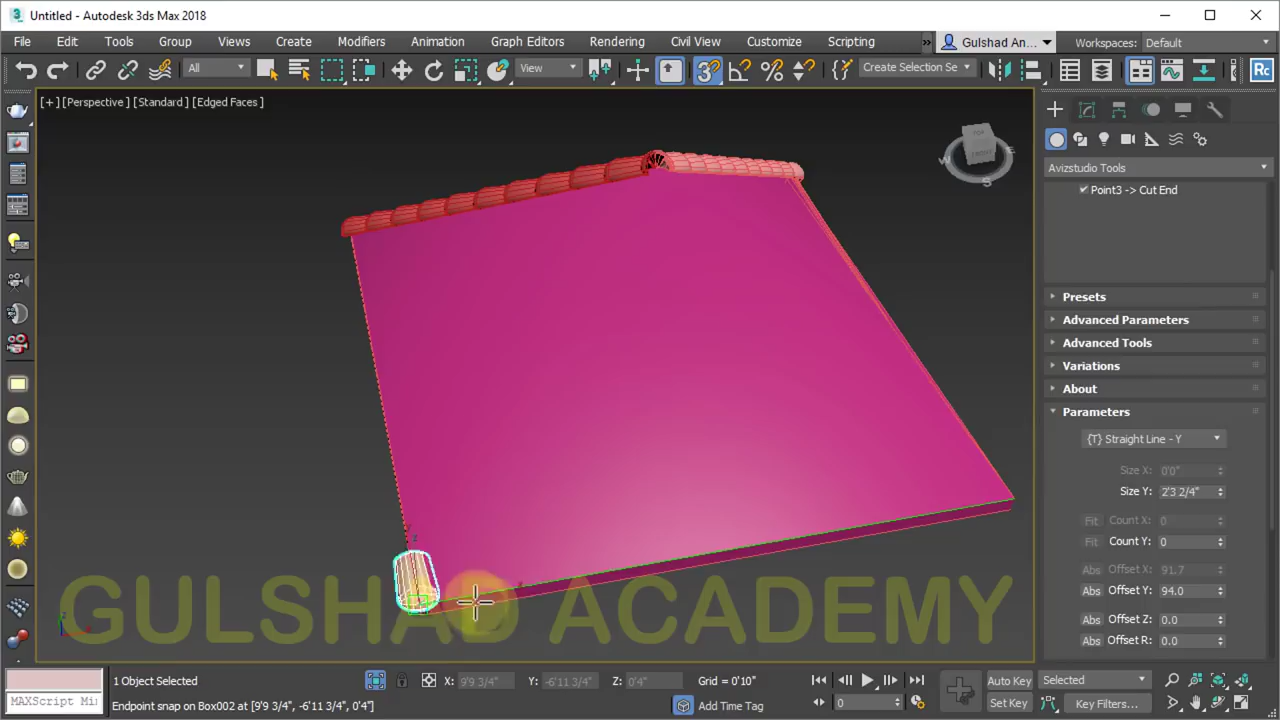 Untitled - Autodesk 3ds Max 2018
File Edit Tools Group Views Create Modifiers Animation Graph Editors Rendering Civil View Customize Scripting » Gulshad An... Workspaces: Default
All View Create Selection Se Rc
[+] [Perspective] [Standard] [Edged Faces]
TOP
FRONT
W E
S
Avizstudio Tools
Point3 -> Cut End
Presets
Advanced Parameters
Advanced Tools
Variations
About
Parameters
{T} Straight Line - Y
Size X: 0'0"
Size Y: 2'3 2/4"
Fit Count X: 0
Fit Count Y: 0
Abs Offset X: 91.7
Abs Offset Y: 94.0
Abs Offset Z: 0.0
Abs Offset R: 0.0
GULSHAD ACADEMY
1 Object Selected X: 9'9 3/4" Y: -6'11 3/4" Z: 0'4" Grid = 0'10" Auto Key Selected
MAXScript Mi: Endpoint snap on Box002 at [9'9 3/4", -6'11 3/4", 0'4"] Add Time Tag 0 Set Key Key Filters...